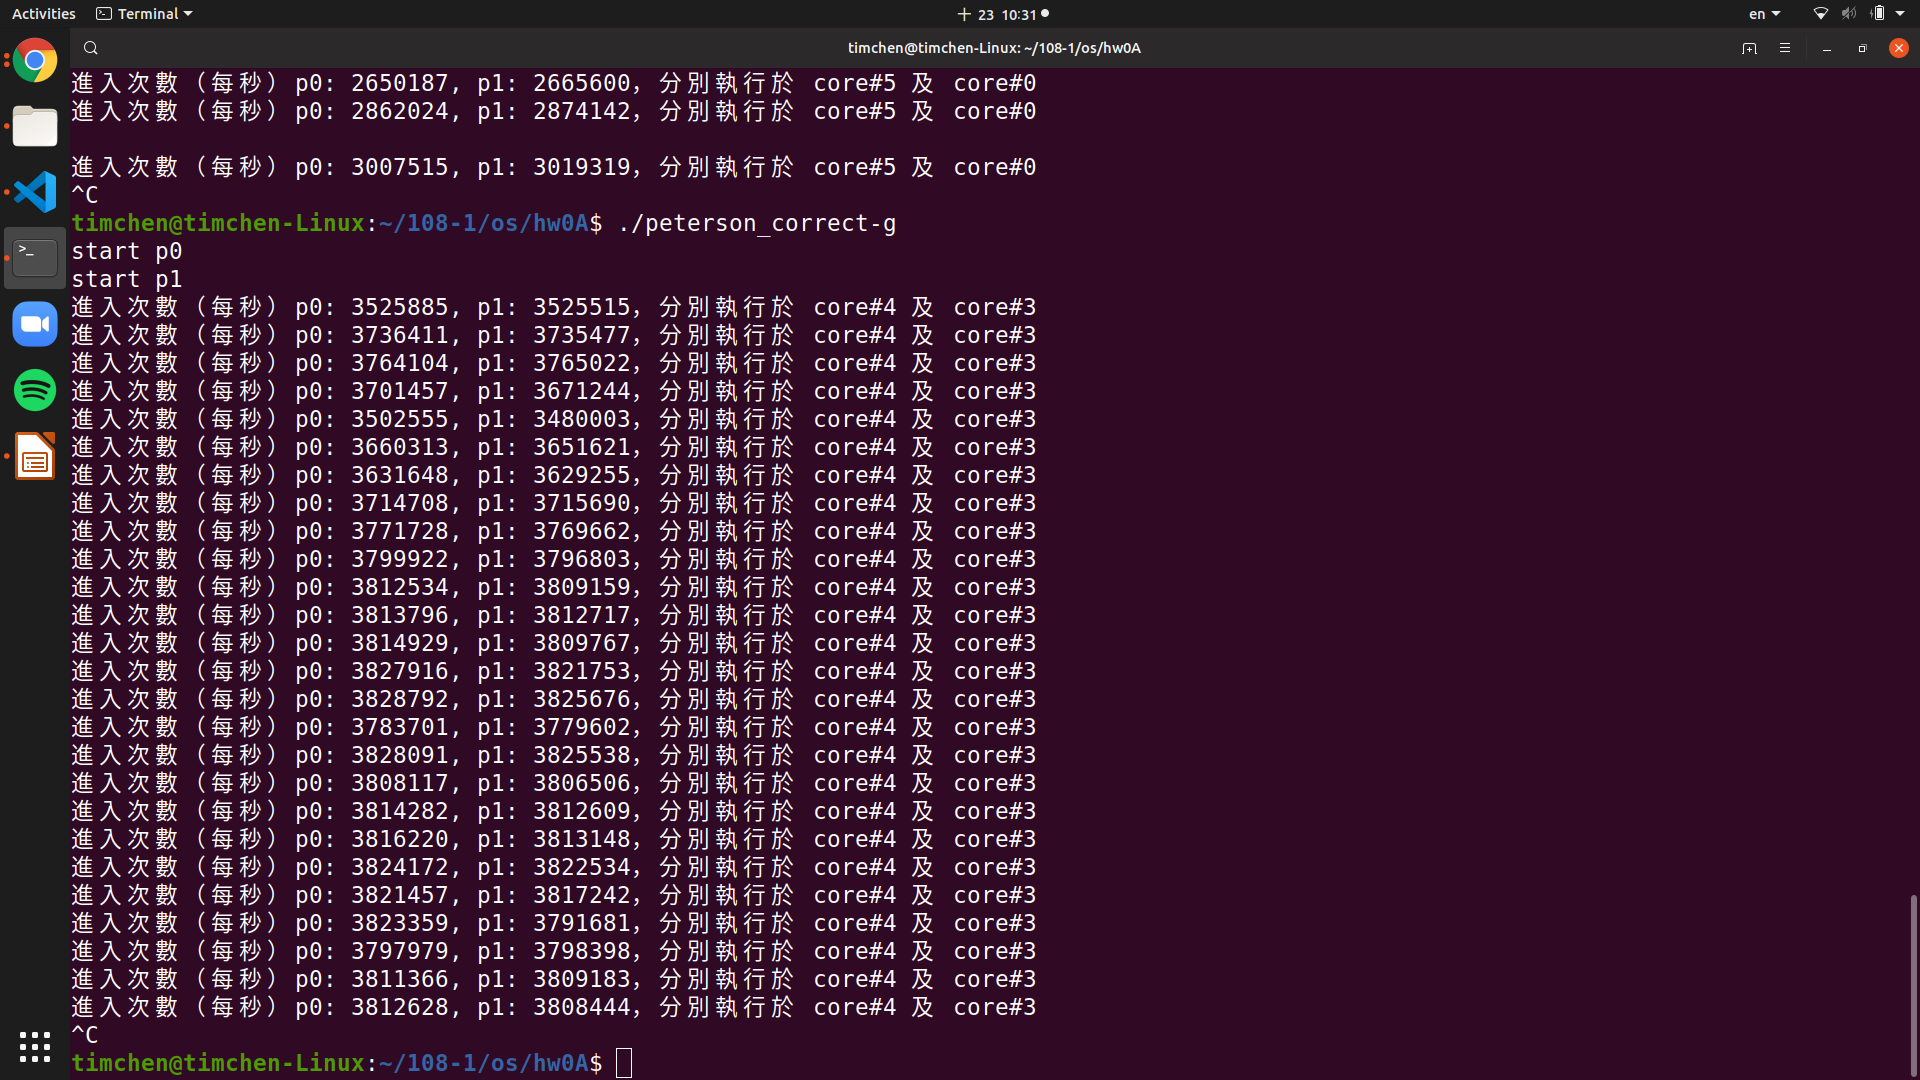 Activities Terminal 23 10:31 en
timchen@timchen-Linux: ~/108-1/os/hw0A
進入次數（每秒）p0: 2650187, p1: 2665600, 分別執行於 core#5 及 core#0
進入次數（每秒）p0: 2862024, p1: 2874142, 分別執行於 core#5 及 core#0
進入次數（每秒）p0: 3007515, p1: 3019319, 分別執行於 core#5 及 core#0
^C
timchen@timchen-Linux:~/108-1/os/hw0A$ ./peterson_correct-g
start p0
start p1
進入次數（每秒）p0: 3525885, p1: 3525515, 分別執行於 core#4 及 core#3
進入次數（每秒）p0: 3736411, p1: 3735477, 分別執行於 core#4 及 core#3
進入次數（每秒）p0: 3764104, p1: 3765022, 分別執行於 core#4 及 core#3
進入次數（每秒）p0: 3701457, p1: 3671244, 分別執行於 core#4 及 core#3
進入次數（每秒）p0: 3502555, p1: 3480003, 分別執行於 core#4 及 core#3
進入次數（每秒）p0: 3660313, p1: 3651621, 分別執行於 core#4 及 core#3
進入次數（每秒）p0: 3631648, p1: 3629255, 分別執行於 core#4 及 core#3
進入次數（每秒）p0: 3714708, p1: 3715690, 分別執行於 core#4 及 core#3
進入次數（每秒）p0: 3771728, p1: 3769662, 分別執行於 core#4 及 core#3
進入次數（每秒）p0: 3799922, p1: 3796803, 分別執行於 core#4 及 core#3
進入次數（每秒）p0: 3812534, p1: 3809159, 分別執行於 core#4 及 core#3
進入次數（每秒）p0: 3813796, p1: 3812717, 分別執行於 core#4 及 core#3
進入次數（每秒）p0: 3814929, p1: 3809767, 分別執行於 core#4 及 core#3
進入次數（每秒）p0: 3827916, p1: 3821753, 分別執行於 core#4 及 core#3
進入次數（每秒）p0: 3828792, p1: 3825676, 分別執行於 core#4 及 core#3
進入次數（每秒）p0: 3783701, p1: 3779602, 分別執行於 core#4 及 core#3
進入次數（每秒）p0: 3828091, p1: 3825538, 分別執行於 core#4 及 core#3
進入次數（每秒）p0: 3808117, p1: 3806506, 分別執行於 core#4 及 core#3
進入次數（每秒）p0: 3814282, p1: 3812609, 分別執行於 core#4 及 core#3
進入次數（每秒）p0: 3816220, p1: 3813148, 分別執行於 core#4 及 core#3
進入次數（每秒）p0: 3824172, p1: 3822534, 分別執行於 core#4 及 core#3
進入次數（每秒）p0: 3821457, p1: 3817242, 分別執行於 core#4 及 core#3
進入次數（每秒）p0: 3823359, p1: 3791681, 分別執行於 core#4 及 core#3
進入次數（每秒）p0: 3797979, p1: 3798398, 分別執行於 core#4 及 core#3
進入次數（每秒）p0: 3811366, p1: 3809183, 分別執行於 core#4 及 core#3
進入次數（每秒）p0: 3812628, p1: 3808444, 分別執行於 core#4 及 core#3
^C
timchen@timchen-Linux:~/108-1/os/hw0A$